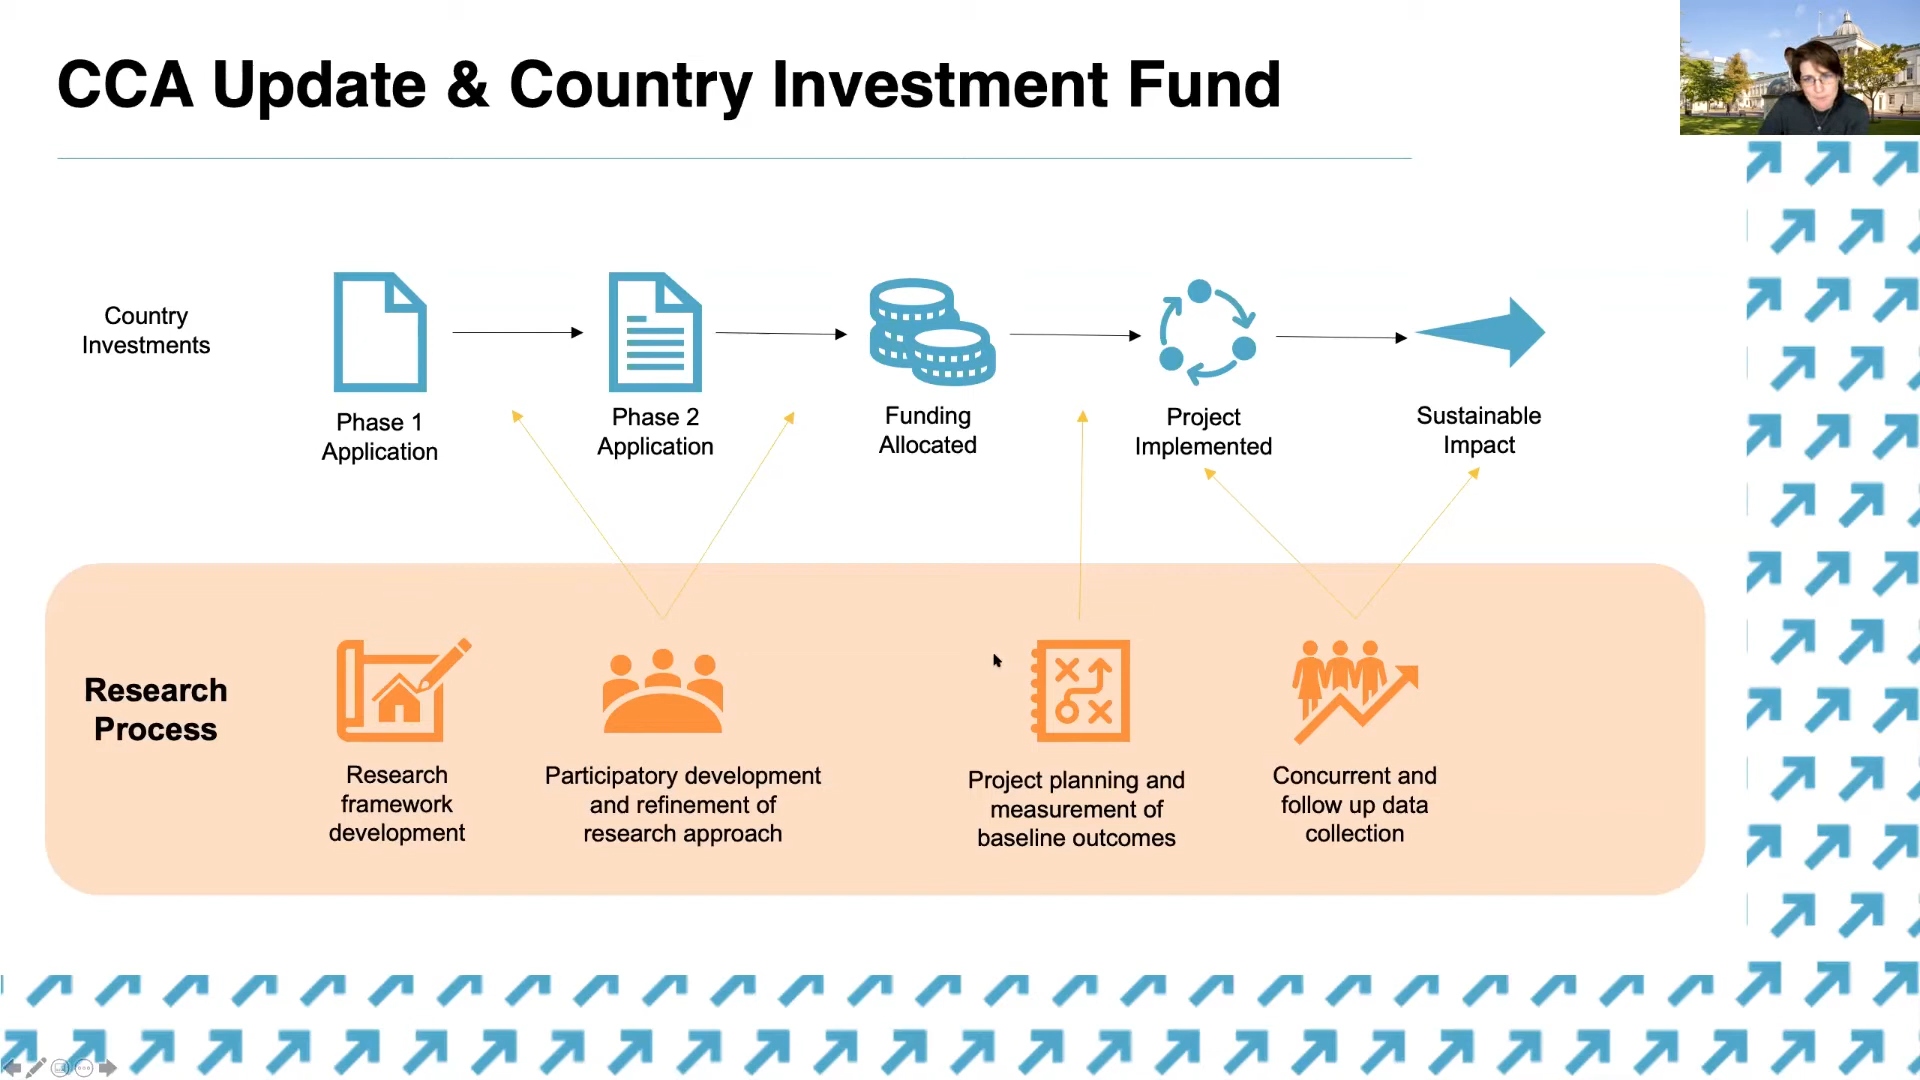 CCA Update & Country Investment Fund
Country
Investments
Phase 1
Application
Phase 2
Application
Funding
Allocated
Project
Implemented
Sustainable
Impact
Research
Process
Research
framework
development
Participatory development
and refinement of
research approach
Project planning and
measurement of
baseline outcomes
Concurrent and
follow up data
collection